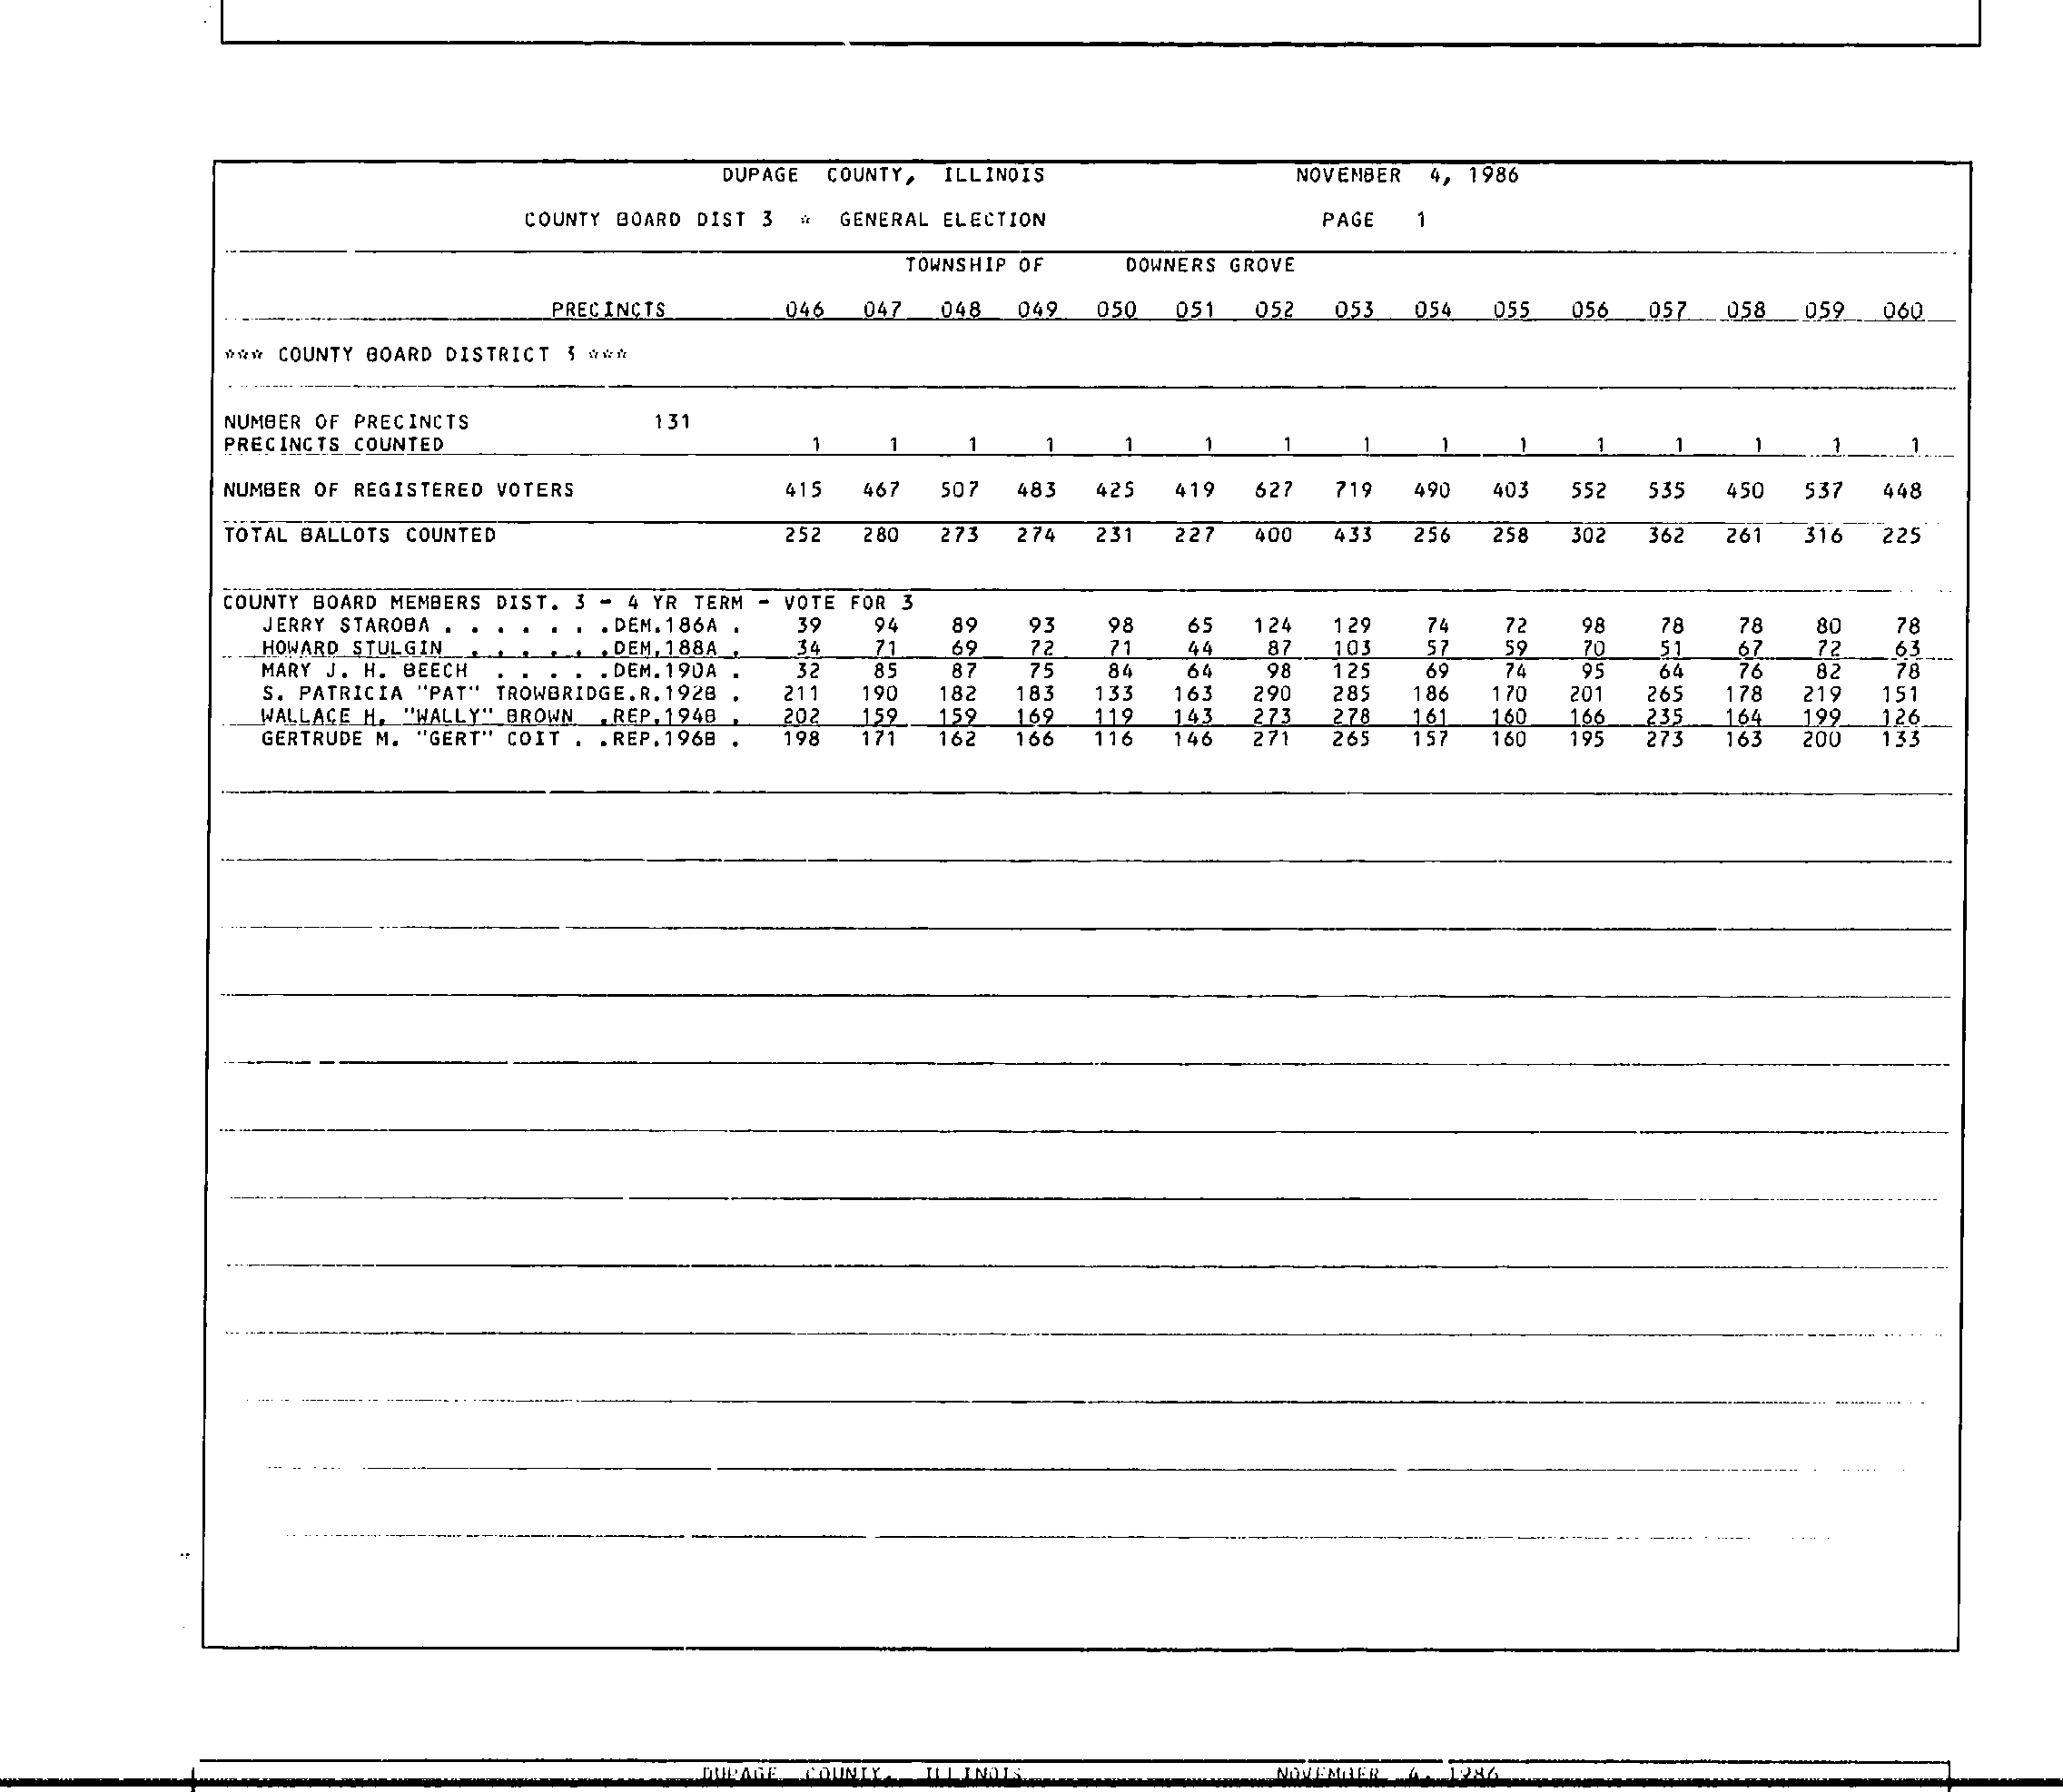 DUPAGE COUNTY, ILLINOIS NOVEMBER 4, 1986
COUNTY BOARD DIST 3 * GENERAL ELECTION PAGE 1
TOWNSHIP OF DOWNERS GROVE
PRECINCTS 046 047 048 049 050 051 052 053 054 055 056 057 058 059 060
*** COUNTY BOARD DISTRICT 3 ***
NUMBER OF PRECINCTS 131
PRECINCTS COUNTED 1 1 1 1 1 1 1 1 1 1 1 1 1 1 1
NUMBER OF REGISTERED VOTERS 415 467 507 483 425 419 627 719 490 403 552 535 450 537 448
TOTAL BALLOTS COUNTED 252 280 273 274 231 227 400 433 256 258 302 362 261 316 225
COUNTY BOARD MEMBERS DIST. 3 - 4 YR TERM - VOTE FOR 3
JERRY STAROBA . . . . . . .DEM.186A . 39 94 89 93 98 65 124 129 74 72 98 78 78 80 78
HOWARD STULGIN . . . . . .DEM.188A . 34 71 69 72 71 44 87 103 57 59 70 51 67 72 63
MARY J. H. BEECH . . . . .DEM.190A . 32 85 87 75 84 64 98 125 69 74 95 64 76 82 78
S. PATRICIA "PAT" TROWBRIDGE.R.192B . 211 190 182 183 133 163 290 285 186 170 201 265 178 219 151
WALLACE H. "WALLY" BROWN .REP.194B . 202 159 159 169 119 143 273 278 161 160 166 235 164 199 126
GERTRUDE M. "GERT" COIT . .REP.196B . 198 171 162 166 116 146 271 265 157 160 195 273 163 200 133
DUPAGE COUNTY, ILLINOIS NOVEMBER 4, 1986